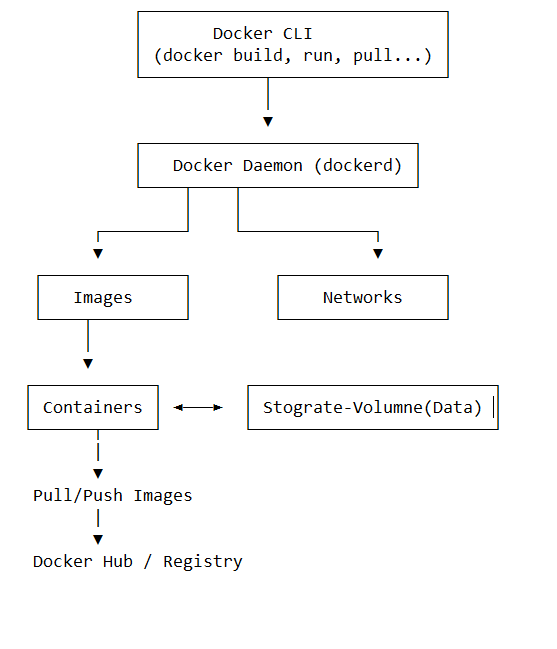 Docker CLI
(docker build, run, pull...)
Docker Daemon (dockerd)
Images
Networks
Containers
Stograte-Volumne(Data)
Pull/Push Images
Docker Hub / Registry